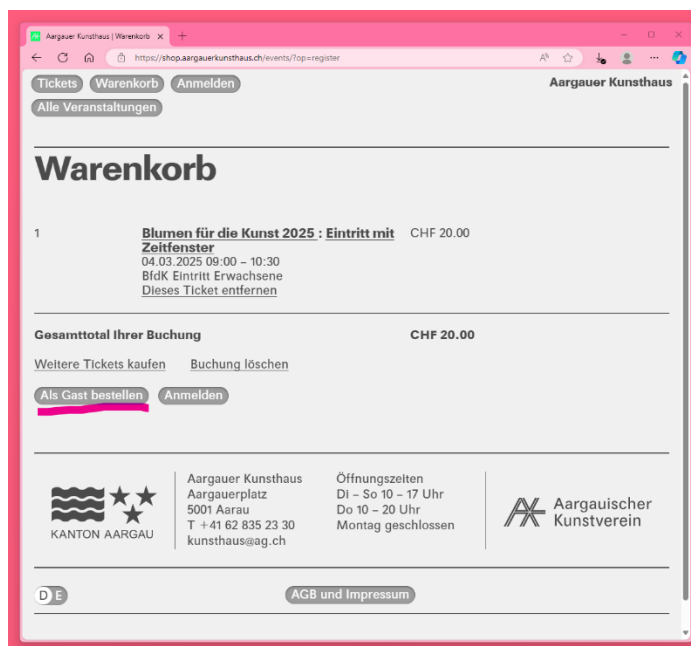 Aargauer Kunsthaus | Warenkorb
https://shop.aargauerkunsthaus.ch/events/?op=register
Tickets Warenkorb Anmelden
Aargauer Kunsthaus
Alle Veranstaltungen
Warenkorb
1 Blumen für die Kunst 2025 : Eintritt mit CHF 20.00
Zeitfenster
04.03.2025 09:00 – 10:30
BfdK Eintritt Erwachsene
Dieses Ticket entfernen
Gesamttotal Ihrer Buchung CHF 20.00
Weitere Tickets kaufen Buchung löschen
Als Gast bestellen Anmelden
KANTON AARGAU
Aargauer Kunsthaus
Aargauerplatz
5001 Aarau
T +41 62 835 23 30
kunsthaus@ag.ch
Öffnungszeiten
Di – So 10 – 17 Uhr
Do 10 – 20 Uhr
Montag geschlossen
Aargauischer
Kunstverein
D E
AGB und Impressum